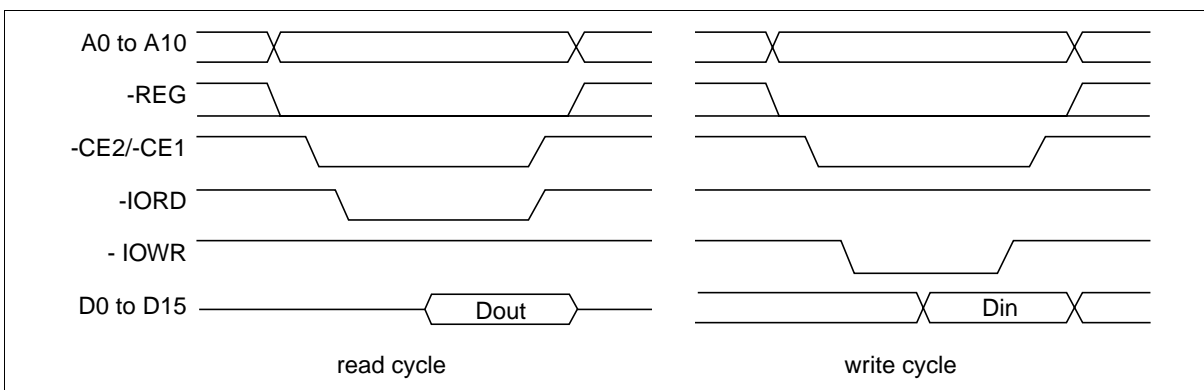 A0 to A10
-REG
-CE2/-CE1
-IORD
- IOWR
D0 to D15
Dout
Din
read cycle
write cycle